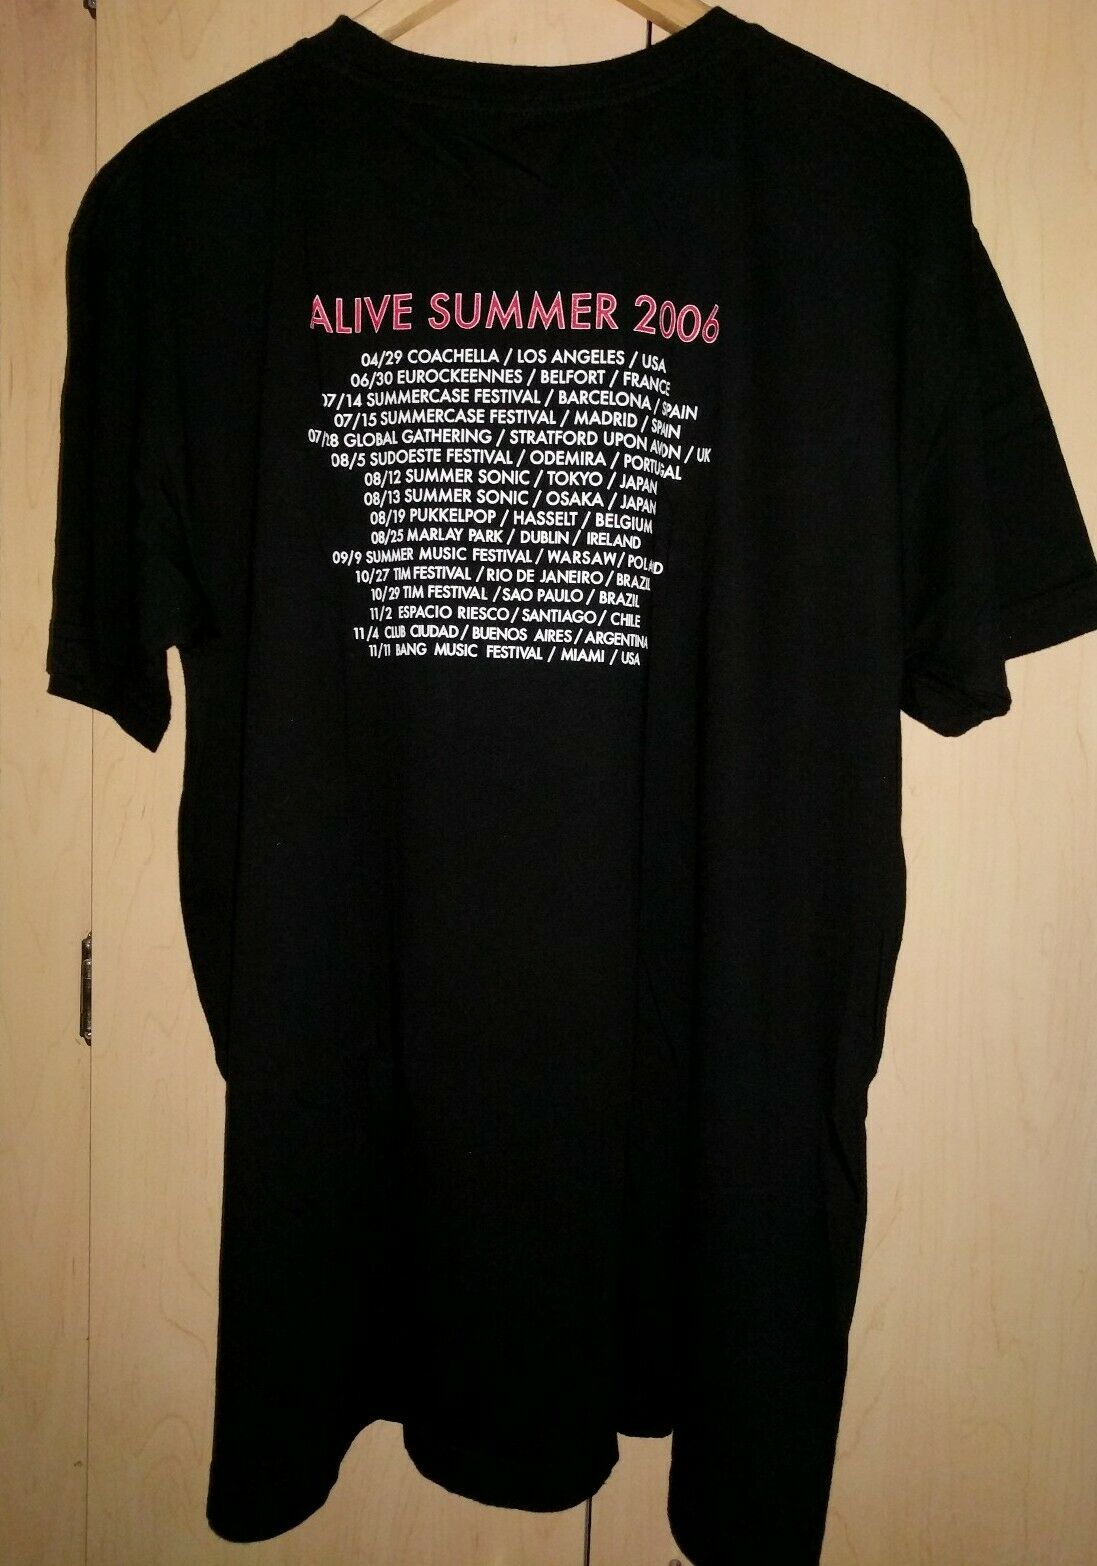 ALIVE SUMMER 2006
04/29 COACHELLA / LOS ANGELES / USA
06/30 EUROCKEENNES / BELFORT / FRANCE
07/14 SUMMERCASE FESTIVAL / BARCELONA / SPAIN
07/15 SUMMERCASE FESTIVAL / MADRID / SPAIN
07/28 GLOBAL GATHERING / STRATFORD UPON AVON / UK
08/5 SUDOESTE FESTIVAL / ODEMIRA / PORTUGAL
08/12 SUMMER SONIC / TOKYO / JAPAN
08/13 SUMMER SONIC / OSAKA / JAPAN
08/19 PUKKELPOP / HASSELT / BELGIUM
08/25 MARLAY PARK / DUBLIN / IRELAND
09/9 SUMMER MUSIC FESTIVAL / WARSAW / POLAND
10/27 TIM FESTIVAL / RIO DE JANEIRO / BRAZIL
10/29 TIM FESTIVAL / SAO PAULO / BRAZIL
11/2 ESPACIO RIESCO / SANTIAGO / CHILE
11/4 CLUB CIUDAD / BUENOS AIRES / ARGENTINA
11/11 BANG MUSIC FESTIVAL / MIAMI / USA